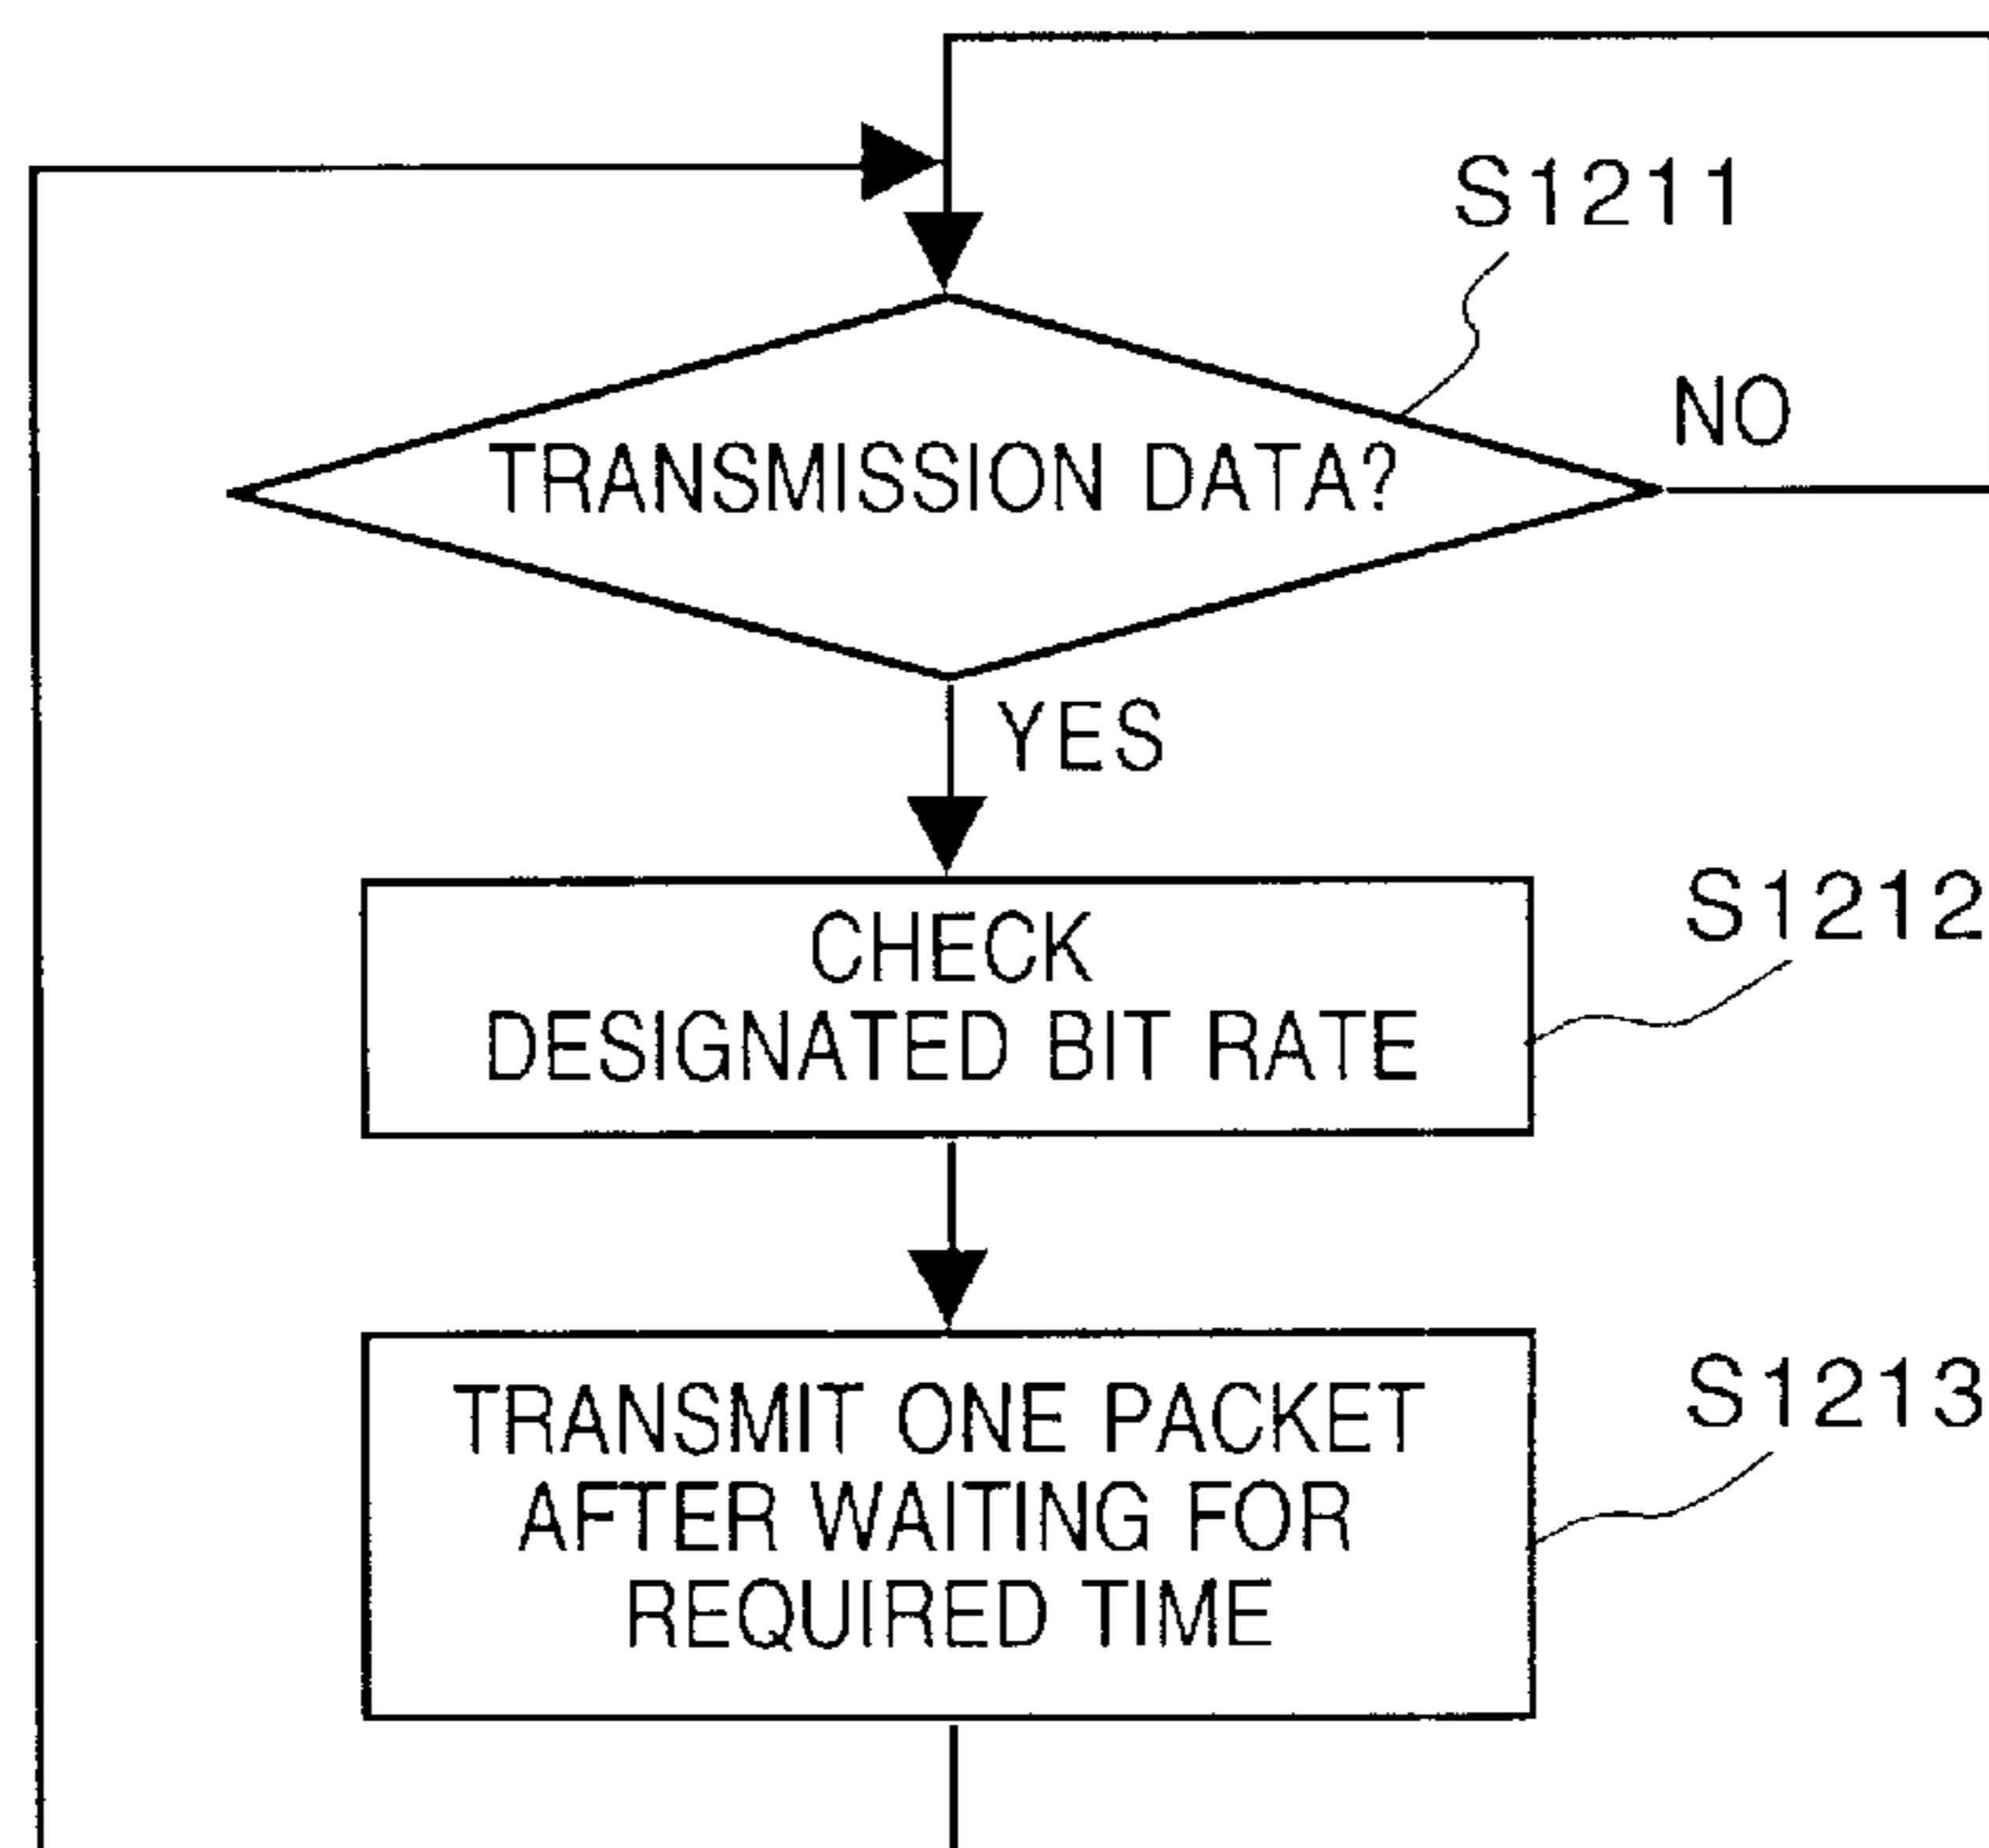 S1211
NO
TRANSMISSION DATA?
YES
S1212
CHECK
DESIGNATED BIT RATE
S1213
TRANSMIT ONE PACKET
AFTER WAITING FOR
REQUIRED TIME